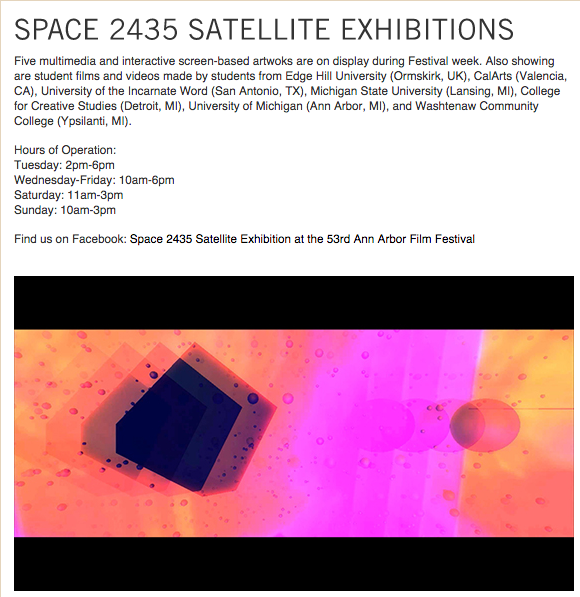 SPACE 2435 SATELLITE EXHIBITIONS
Five multimedia and interactive screen-based artwoks are on display during Festival week. Also showing
are student films and videos made by students from Edge Hill University (Ormskirk, UK), CalArts (Valencia,
CA), University of the Incarnate Word (San Antonio, TX), Michigan State University (Lansing, MI), College
for Creative Studies (Detroit, MI), University of Michigan (Ann Arbor, MI), and Washtenaw Community
College (Ypsilanti, MI).
Hours of Operation:
Tuesday: 2pm-6pm
Wednesday-Friday: 10am-6pm
Saturday: 11am-3pm
Sunday: 10am-3pm
Find us on Facebook: Space 2435 Satellite Exhibition at the 53rd Ann Arbor Film Festival